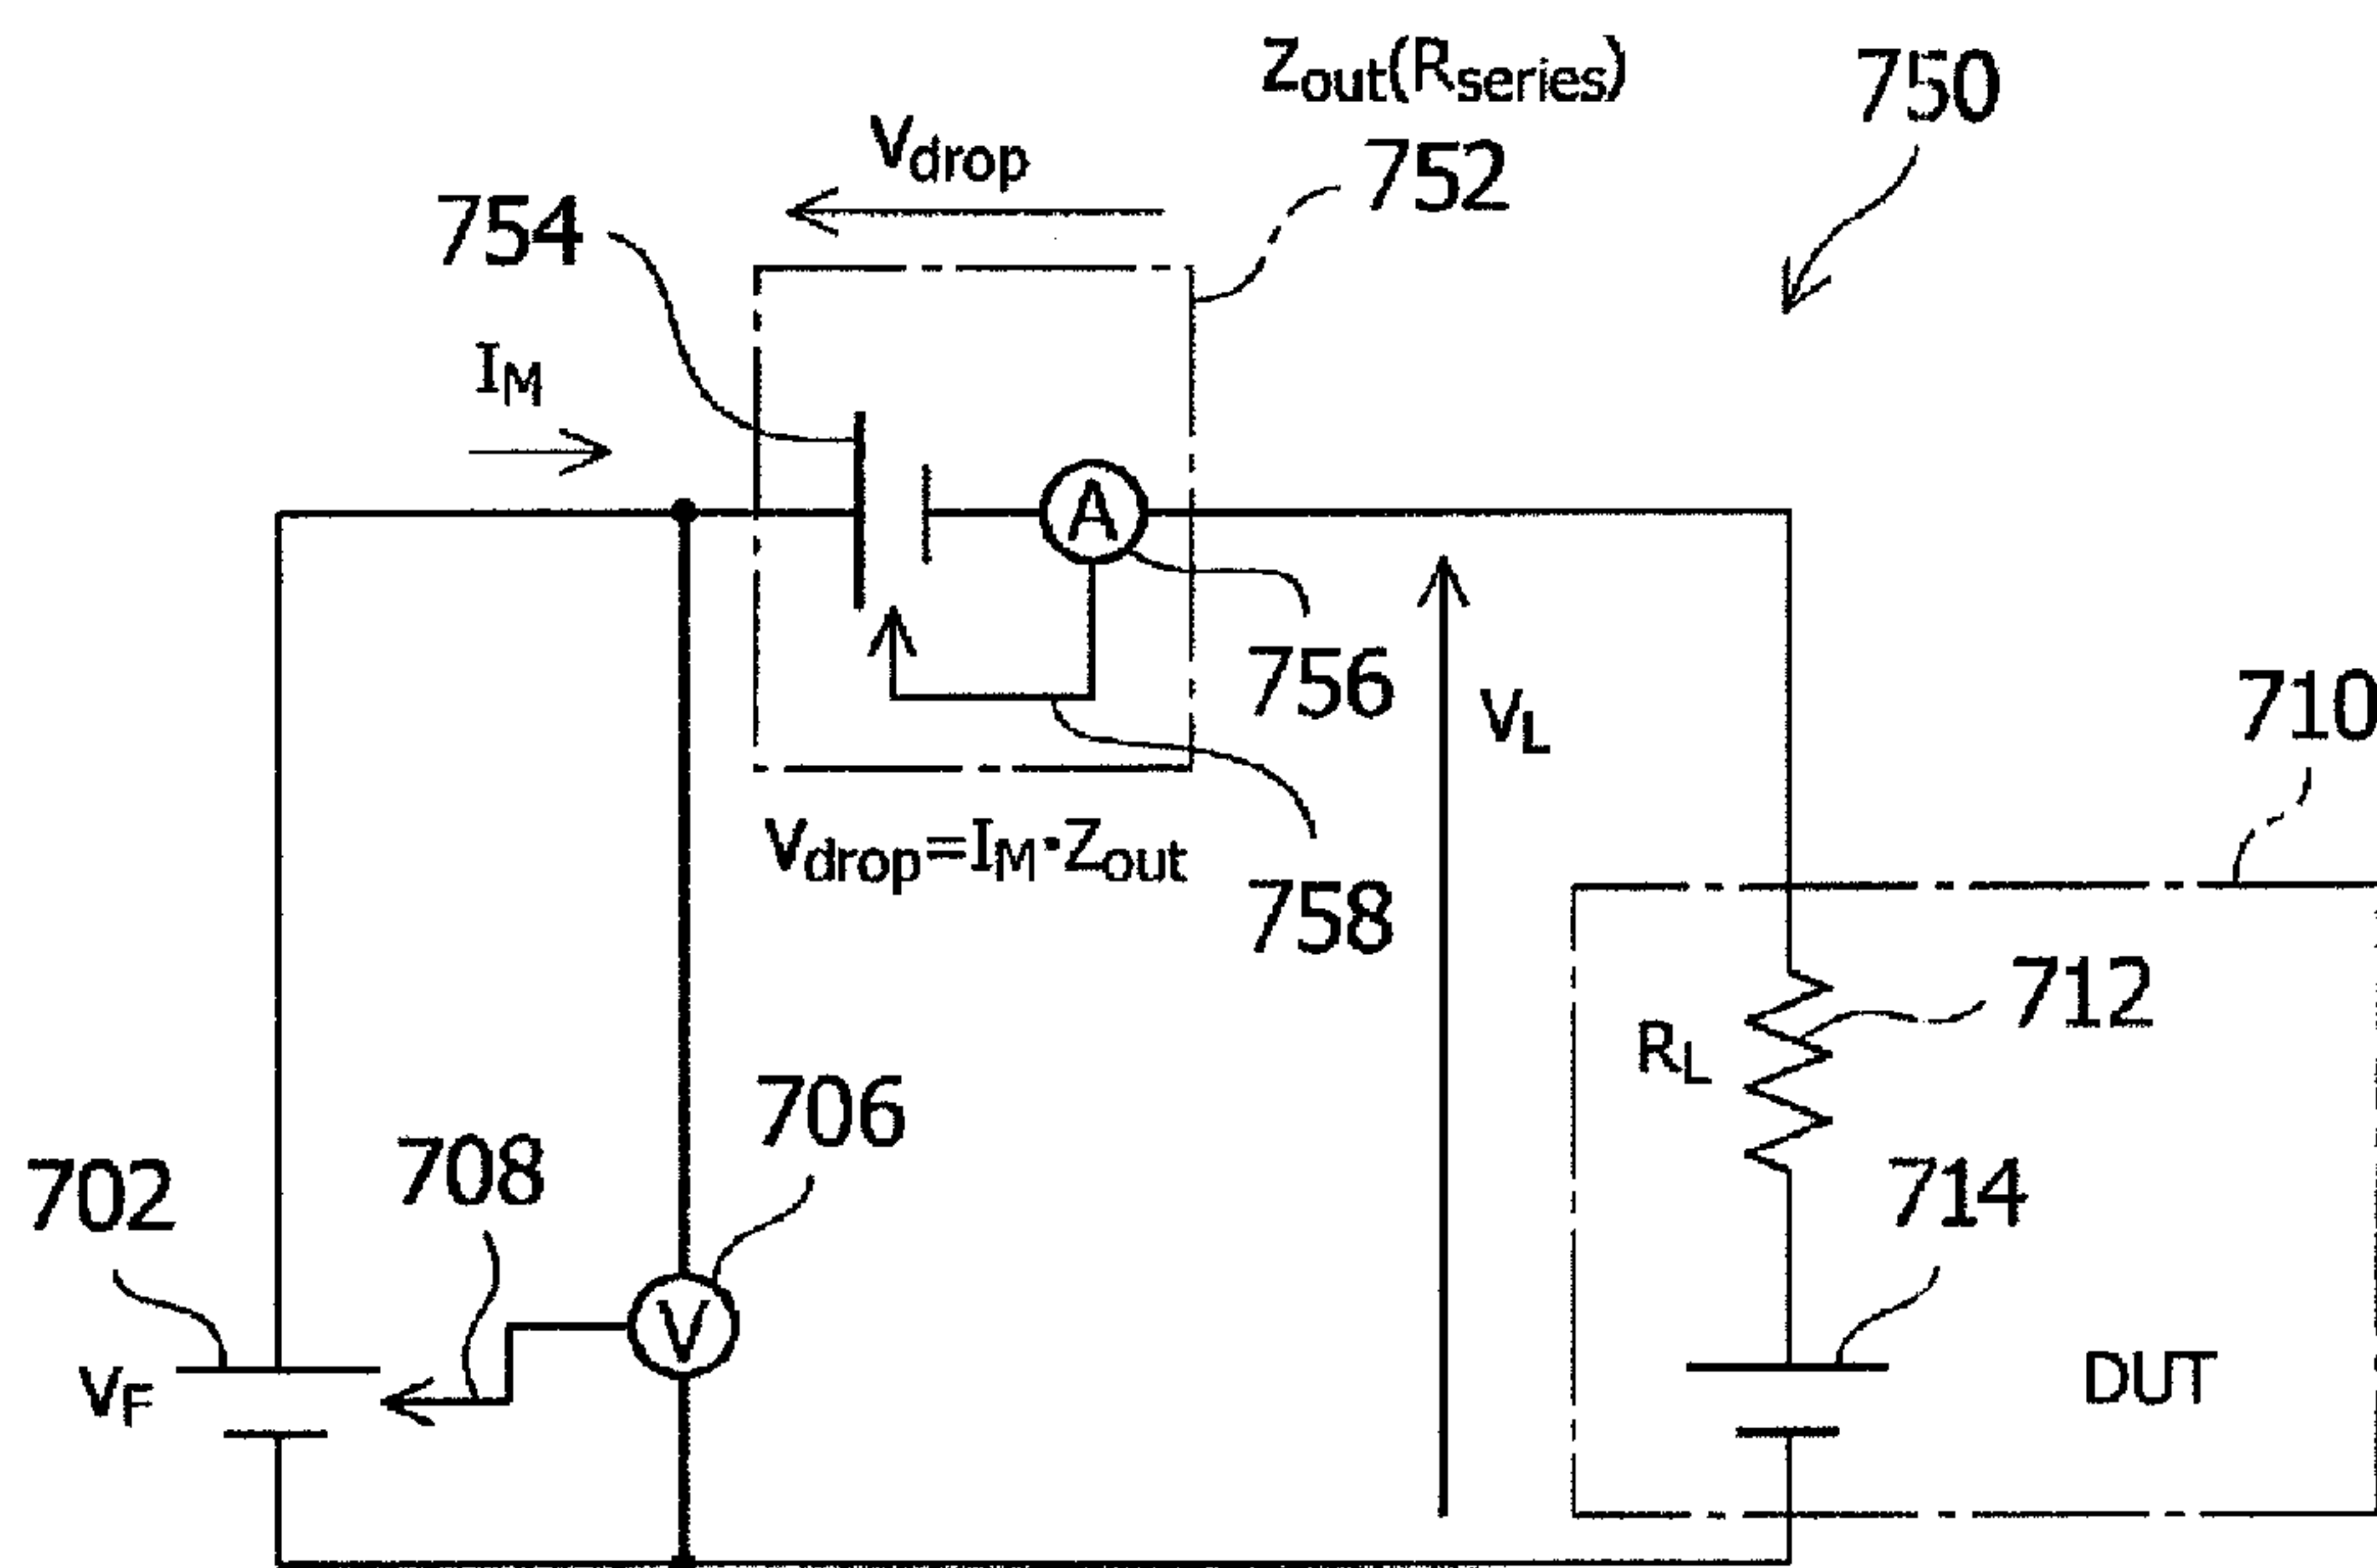 Zout(Rseries)
750
Vdrop
752
754
IM
A
756
VL
710
Vdrop=IM·Zout
758
712
RL
706
708
702
714
V
VF
DUT